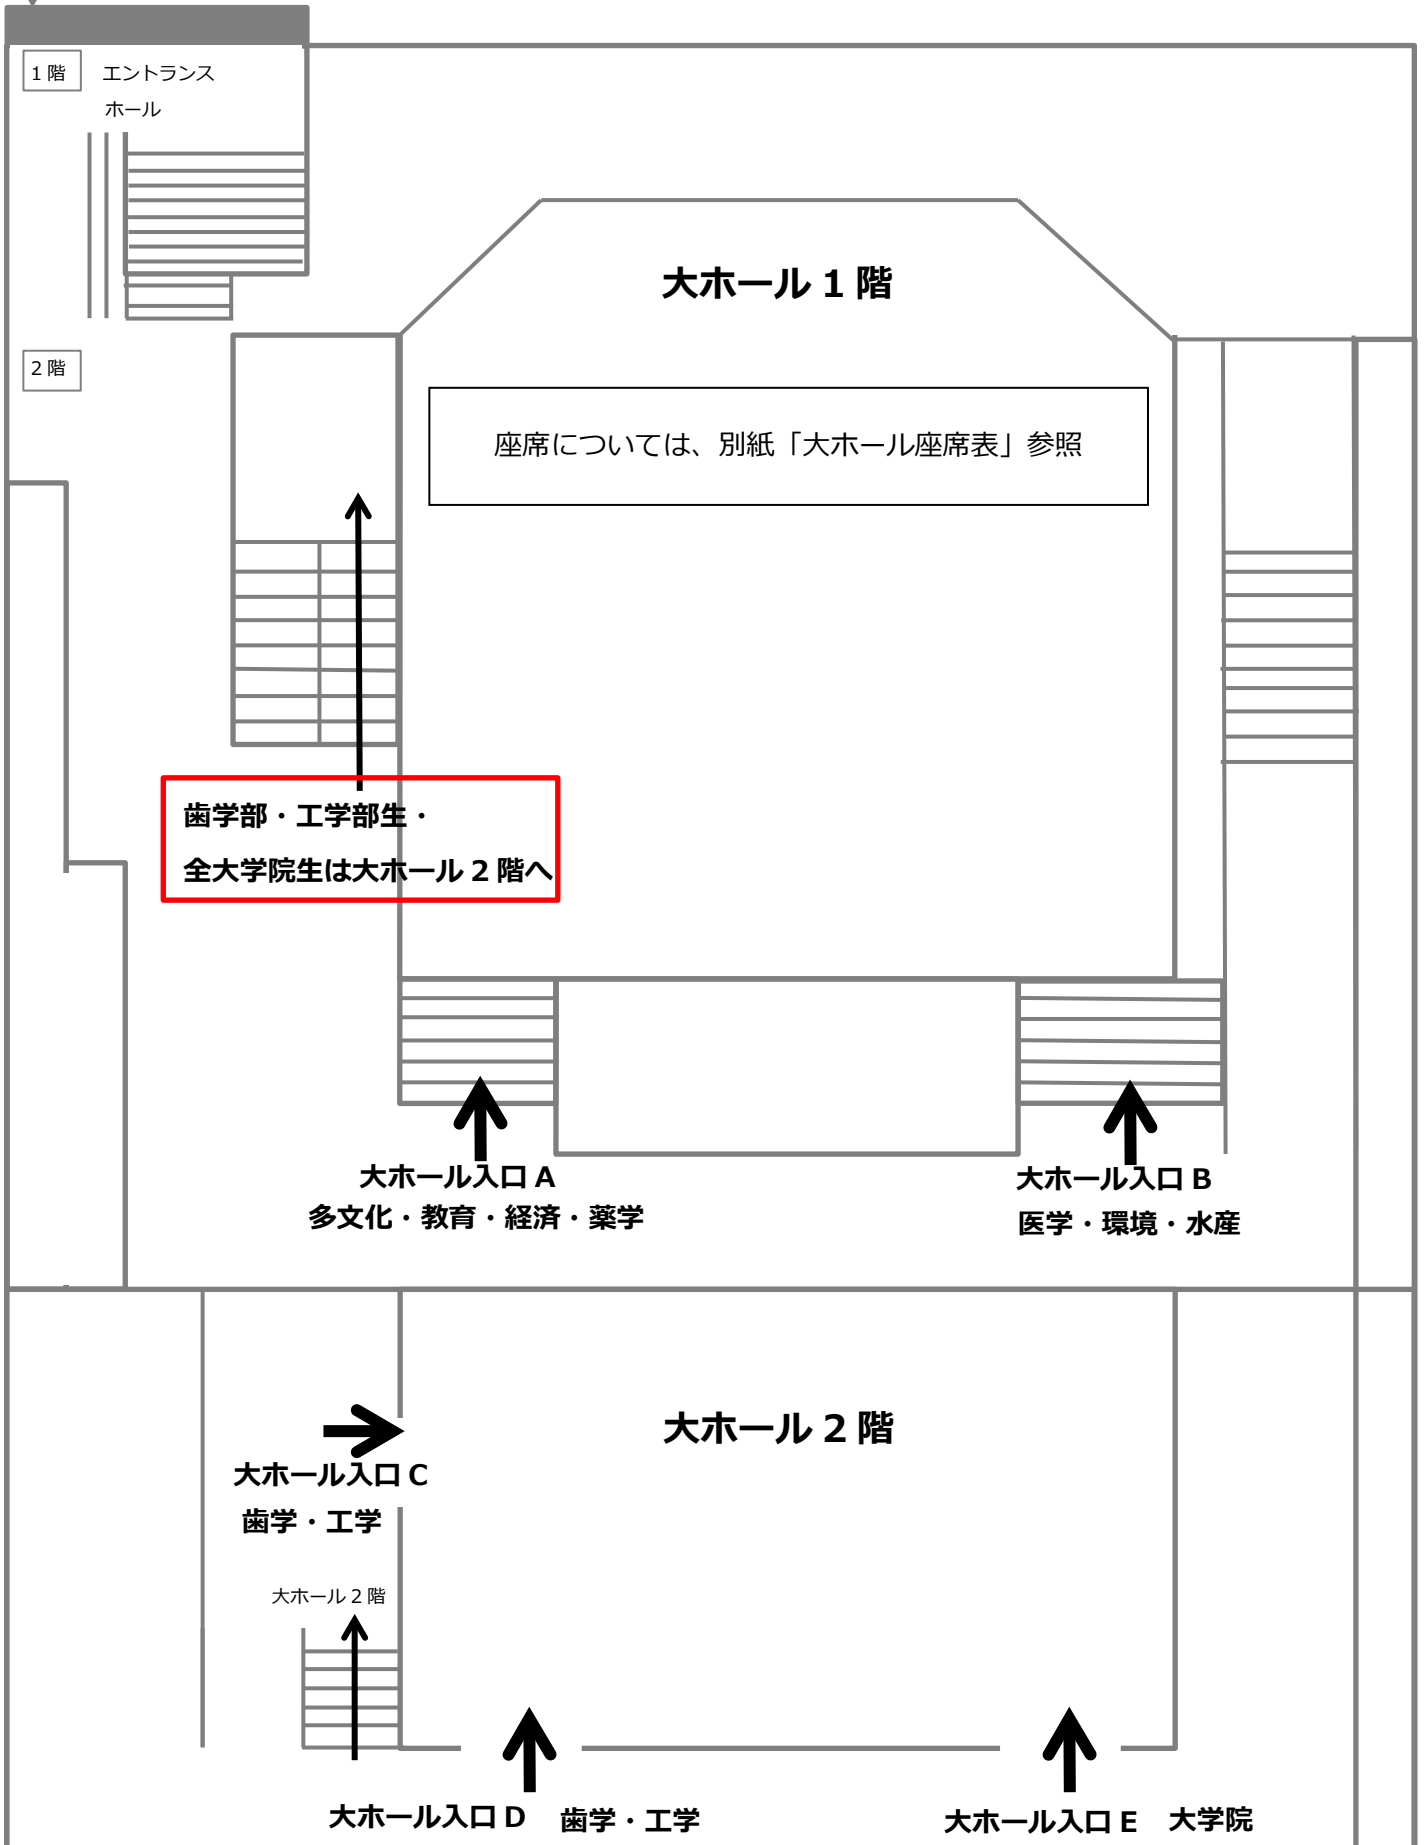 1階
エントランス
ホール
大ホール1階
2階
座席については、別紙「大ホール座席表」参照
歯学部・工学部生・
全大学院生は大ホール2階へ
大ホール入口A
多文化・教育・経済・薬学
大ホール入口B
医学・環境・水産
大ホール2階
大ホール入口C
歯学・工学
大ホール2階
大ホール入口D 歯学・工学
大ホール入口E 大学院